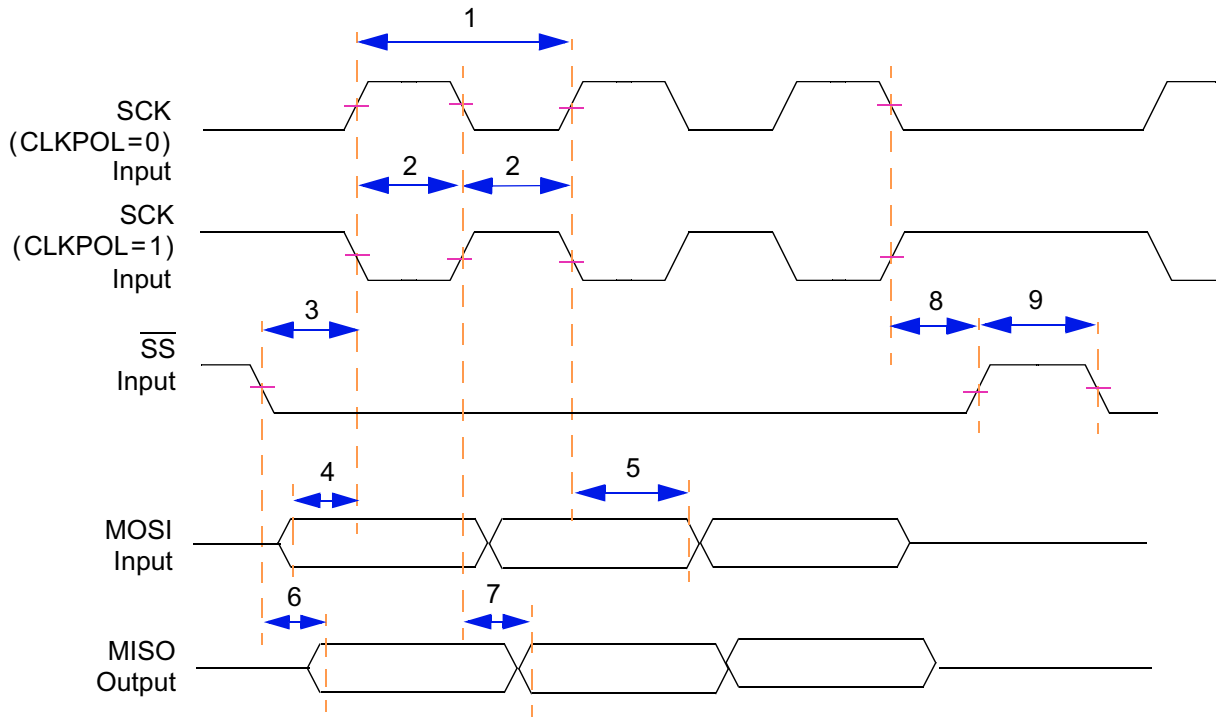 1
SCK
(CLKPOL=0)
Input
2
2
SCK
(CLKPOL=1)
Input
3
8
9
SS
Input
4
5
MOSI
Input
6
7
MISO
Output